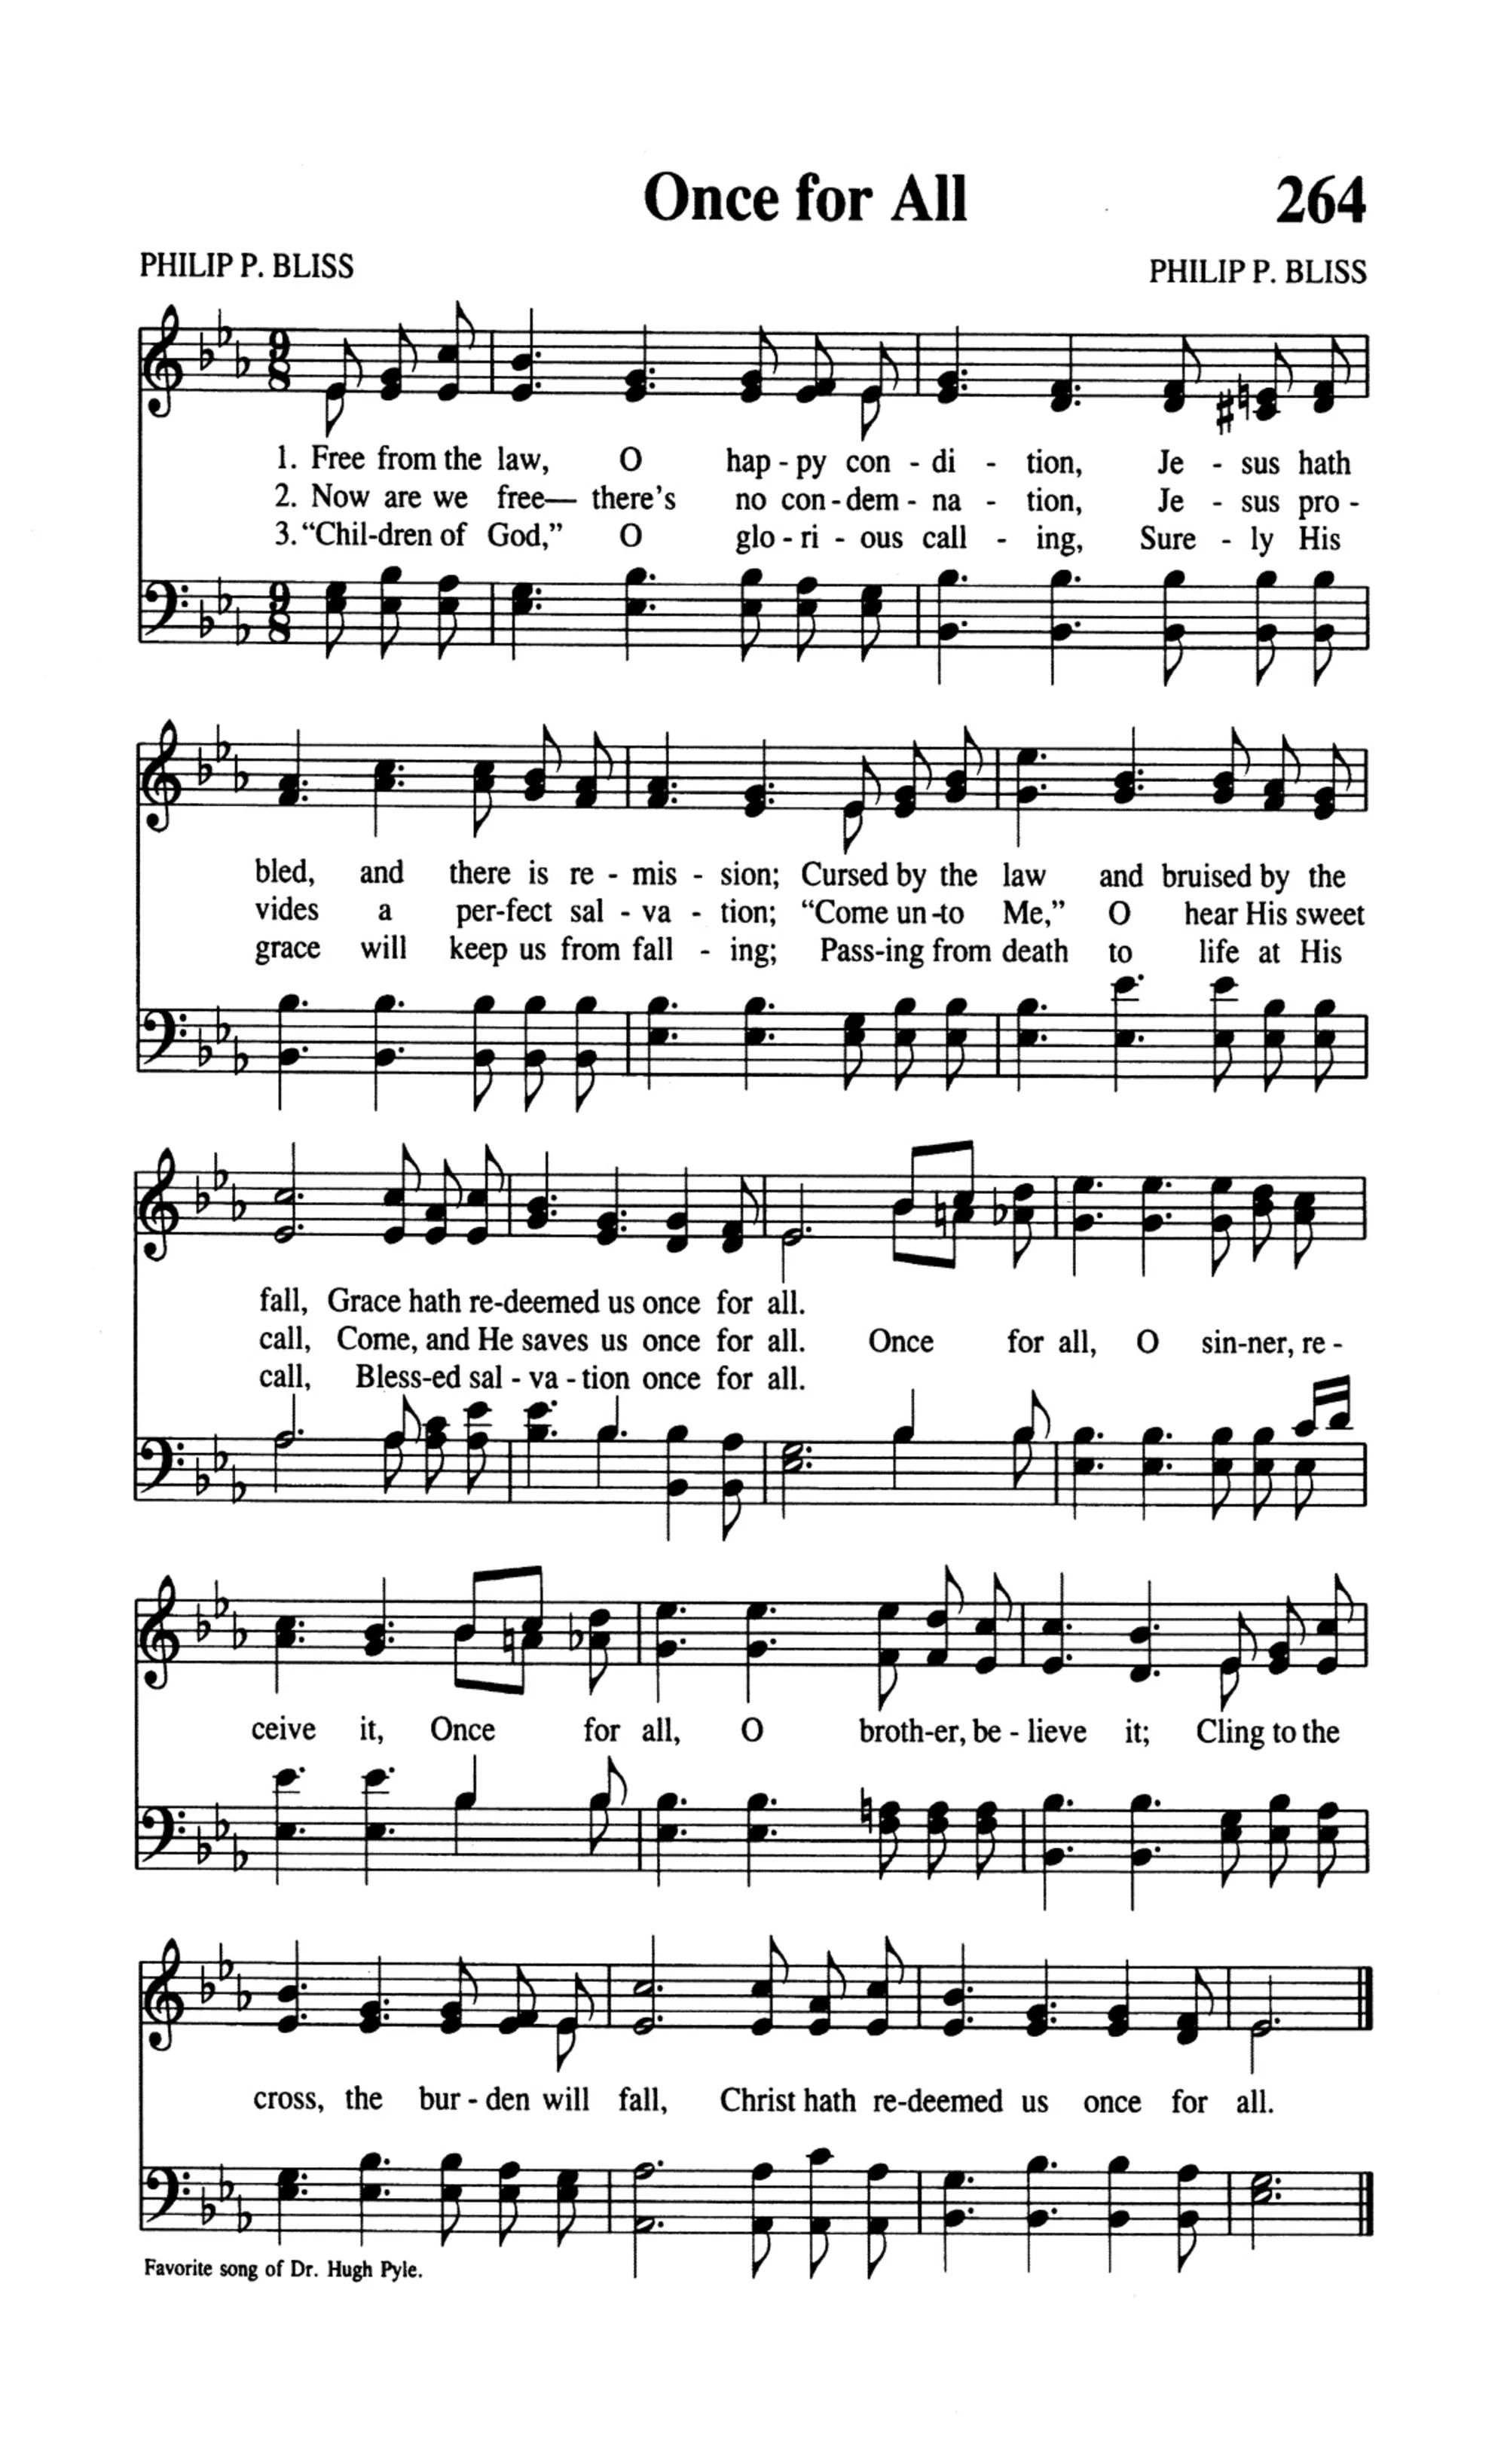 Once for All 264
PHILIP P. BLISS PHILIP P. BLISS
1. Free from the law, O hap - py con - di - tion, Je - sus hath
2. Now are we free— there's no con - dem - na - tion, Je - sus pro -
3. “Chil-dren of God,” O glo - ri - ous call - ing, Sure - ly His
bled, and there is re - mis - sion; Cursed by the law and bruised by the
vides a per-fect sal - va - tion; “Come un-to Me,” O hear His sweet
grace will keep us from fall - ing; Pass-ing from death to life at His
fall, Grace hath re-deemed us once for all.
call, Come, and He saves us once for all. Once for all, O sin-ner, re -
call, Bless-ed sal - va - tion once for all.
ceive it, Once for all, O broth-er, be - lieve it; Cling to the
cross, the bur - den will fall, Christ hath re-deemed us once for all.
Favorite song of Dr. Hugh Pyle.